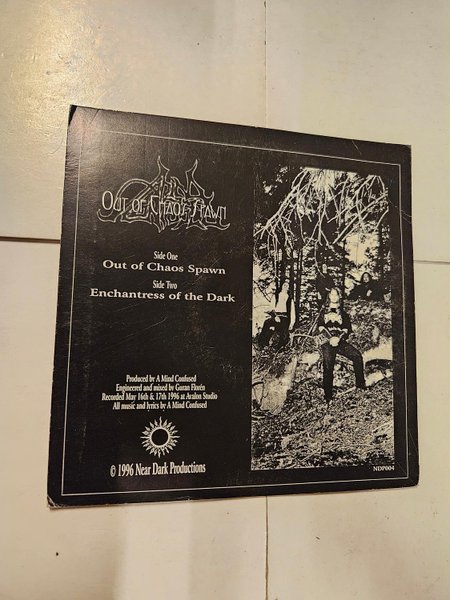 Out of Chaos Spawn
Side One
Out of Chaos Spawn
Side Two
Enchantress of the Dark
Produced by A Mind Confused
Engineered and mixed by Goran Florén
Recorded May 16th & 17th 1996 at Avalon Studio
All music and lyrics by A Mind Confused
© 1996 Near Dark Productions
NDP004